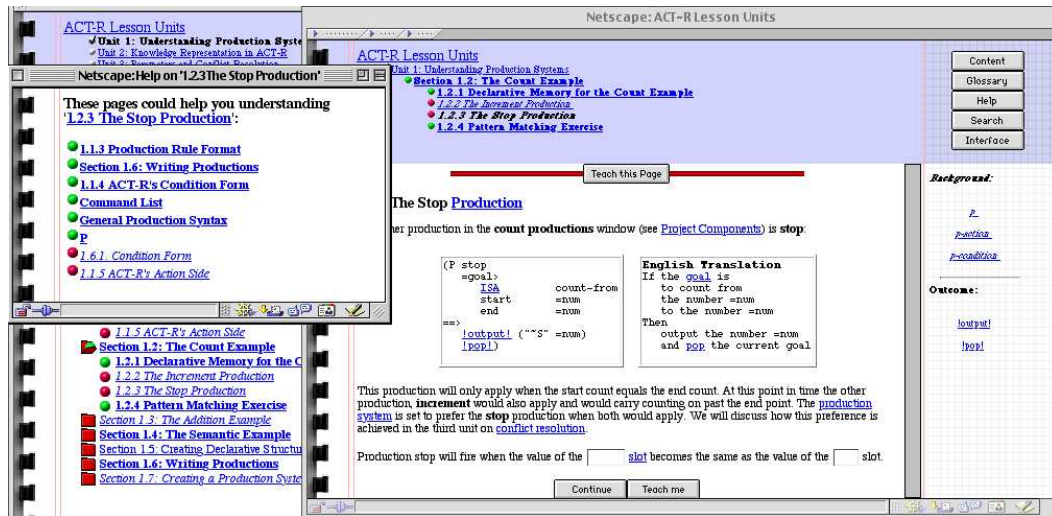 ACT-R Lesson Units
Unit 1: Understanding Production Syste
Unit 2: Knowledge Representation in ACT-R
Netscape:Help on '1.2.3The Stop Production'
These pages could help you understanding
'1.2.3 The Stop Production':
1.1.3 Production Rule Format
Section 1.6: Writing Productions
1.1.4 ACT-R's Condition Form
Command List
General Production Syntax
P
1.6.1. Condition Form
1.1.5 ACT-R's Action Side
1.1.5 ACT-R's Action Side
Section 1.2: The Count Example
1.2.1 Declarative Memory for the C
1.2.2 The Increment Production
1.2.3 The Stop Production
1.2.4 Pattern Matching Exercise
Section 1.3: The Addition Example
Section 1.4: The Semantic Example
Section 1.5: Creating Declarative Structu
Section 1.6: Writing Productions
Section 1.7: Creating a Production Syste
Netscape: ACT-R Lesson Units
ACT-R Lesson Units
Unit 1: Understanding Production Systems
Section 1.2: The Count Example
1.2.1 Declarative Memory for the Count Example
1.2.2 The Increment Production
1.2.3 The Stop Production
1.2.4 Pattern Matching Exercise
Content
Glossary
Help
Search
Interface
Teach this Page
The Stop Production
her production in the count productions window (see Project Components) is stop:
(P stop
=goal>
ISA count-from
start =num
end =num
==>
!output! ("~S" =num)
!pop!)
English Translation
If the goal is
to count from
the number =num
to the number =num
Then
output the number =num
and pop the current goal
This production will only apply when the start count equals the end count. At this point in time the other
production, increment would also apply and would carry counting on past the end point. The production
system is set to prefer the stop production when both would apply. We will discuss how this preference is
achieved in the third unit on conflict resolution.
Production stop will fire when the value of the slot becomes the same as the value of the slot.
Continue
Teach me
Background:
p
p-action
p-condition
Outcome:
!output!
!pop!